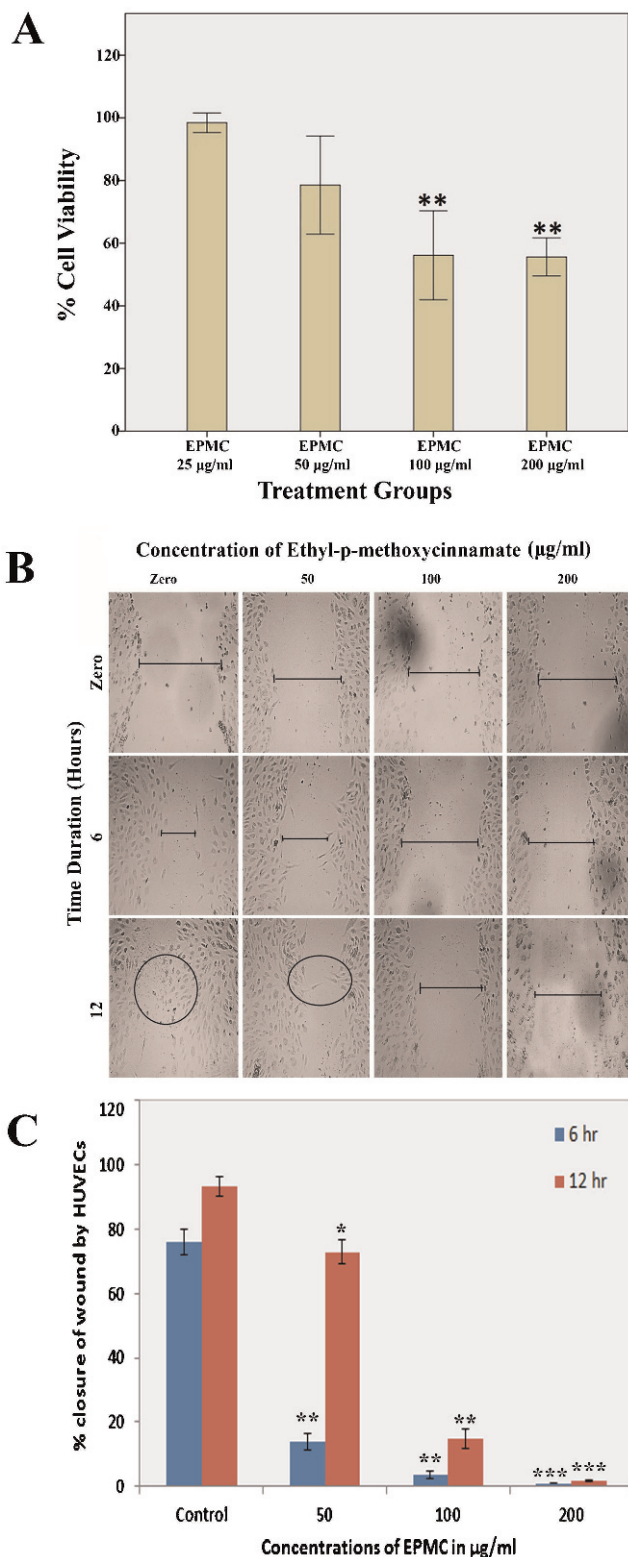 A
120
100
80
60
40
20
0
% Cell Viability
**
**
EPMC
25 µg/ml
EPMC
50 µg/ml
EPMC
100 µg/ml
EPMC
200 µg/ml
Treatment Groups
B
Concentration of Ethyl-p-methoxycinnamate (µg/ml)
Zero
50
100
200
Time Duration (Hours)
Zero
6
12
C
120
100
80
60
40
20
0
% closure of wound by HUVECs
6 hr
12 hr
*
**
**
**
***
***
Control
50
100
200
Concentrations of EPMC in µg/ml